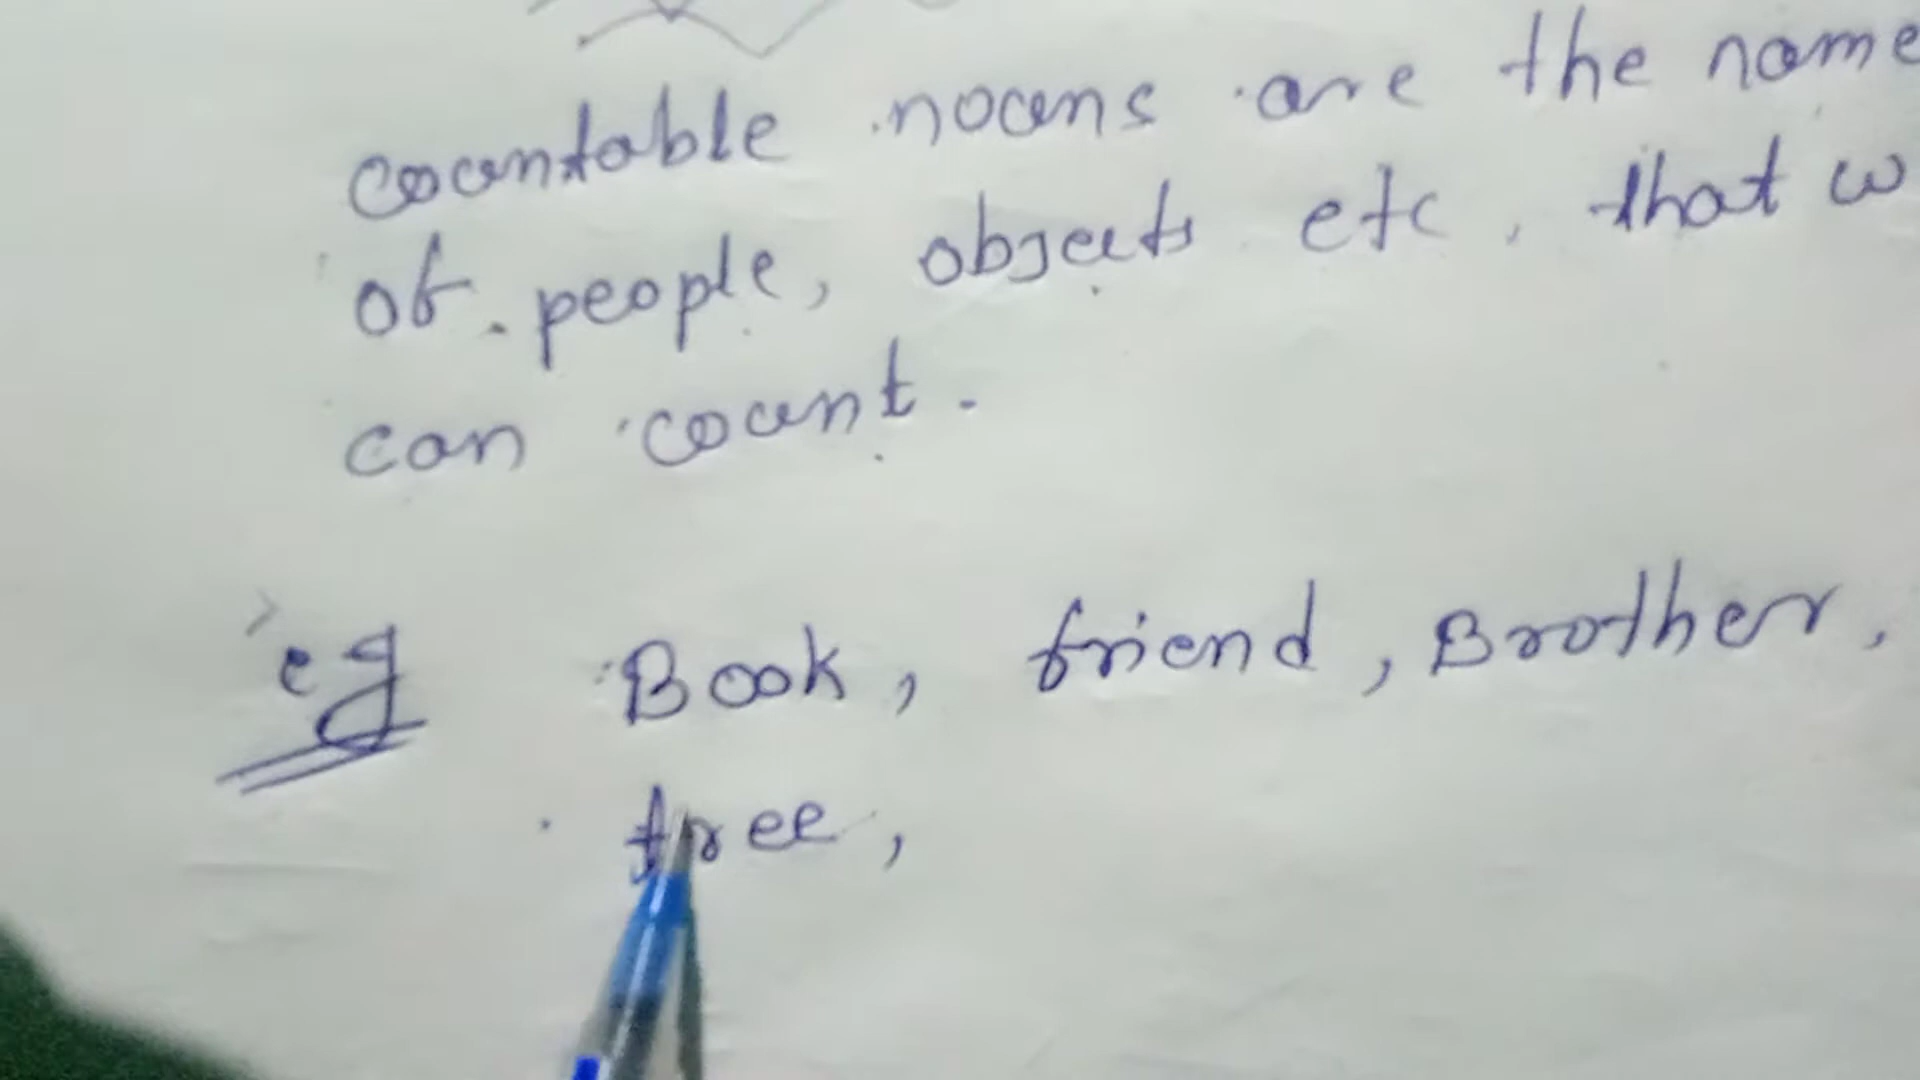 countable nouns are the name
of people, objects etc, that w
can count.
eg Book, friend, Brother,
tree,